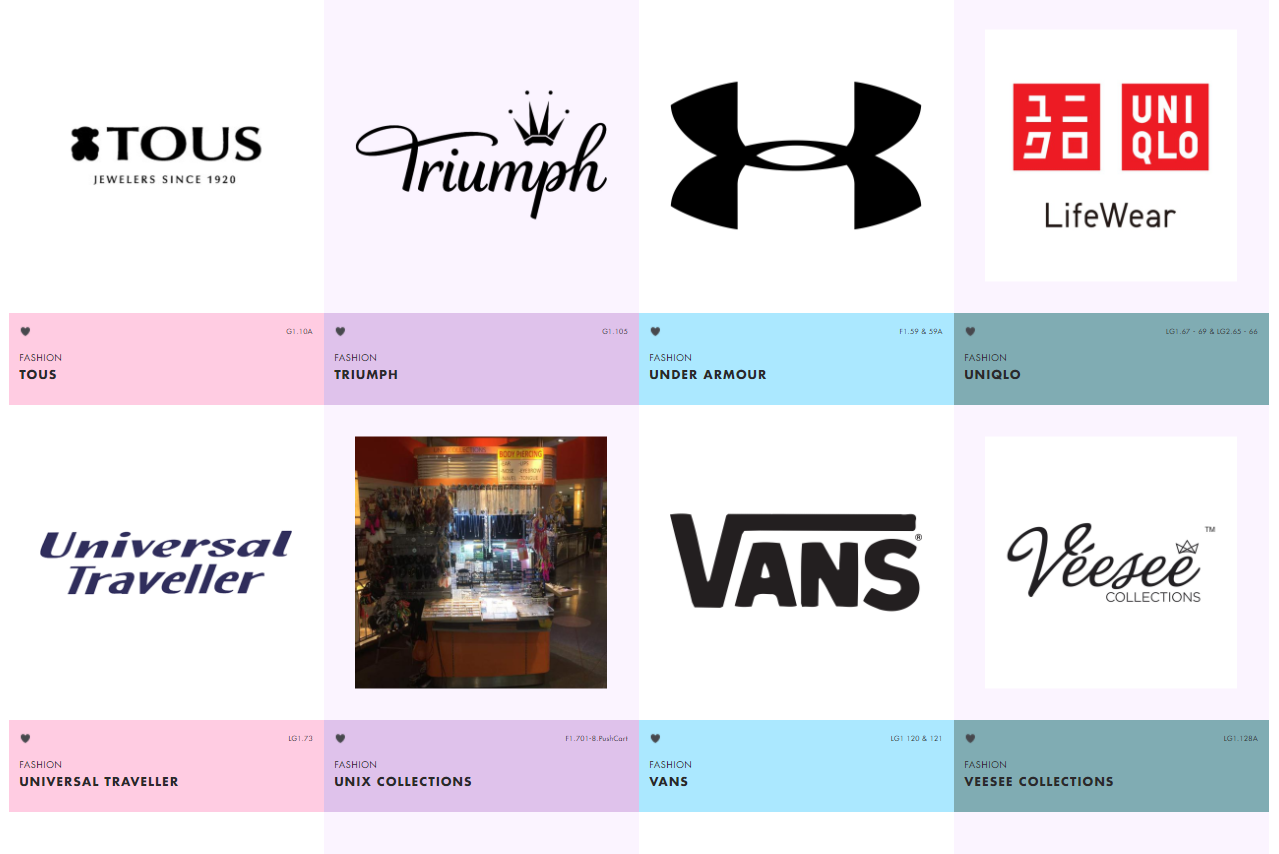 TOUS
JEWELERS SINCE 1920
Triumph
ユニ
クロ
UNI
QLO
LifeWear
G1.10A
FASHION
TOUS
G1.105
FASHION
TRIUMPH
F1.59 & 59A
FASHION
UNDER ARMOUR
LG1.67 - 69 & LG2.65 - 66
FASHION
UNIQLO
Universal
Traveller
BODY PIERCING
VANS®
Véeseé™
COLLECTIONS
LG1.73
FASHION
UNIVERSAL TRAVELLER
F1.701-B.PushCart
FASHION
UNIX COLLECTIONS
LG1 120 & 121
FASHION
VANS
LG1.128A
FASHION
VEESEE COLLECTIONS